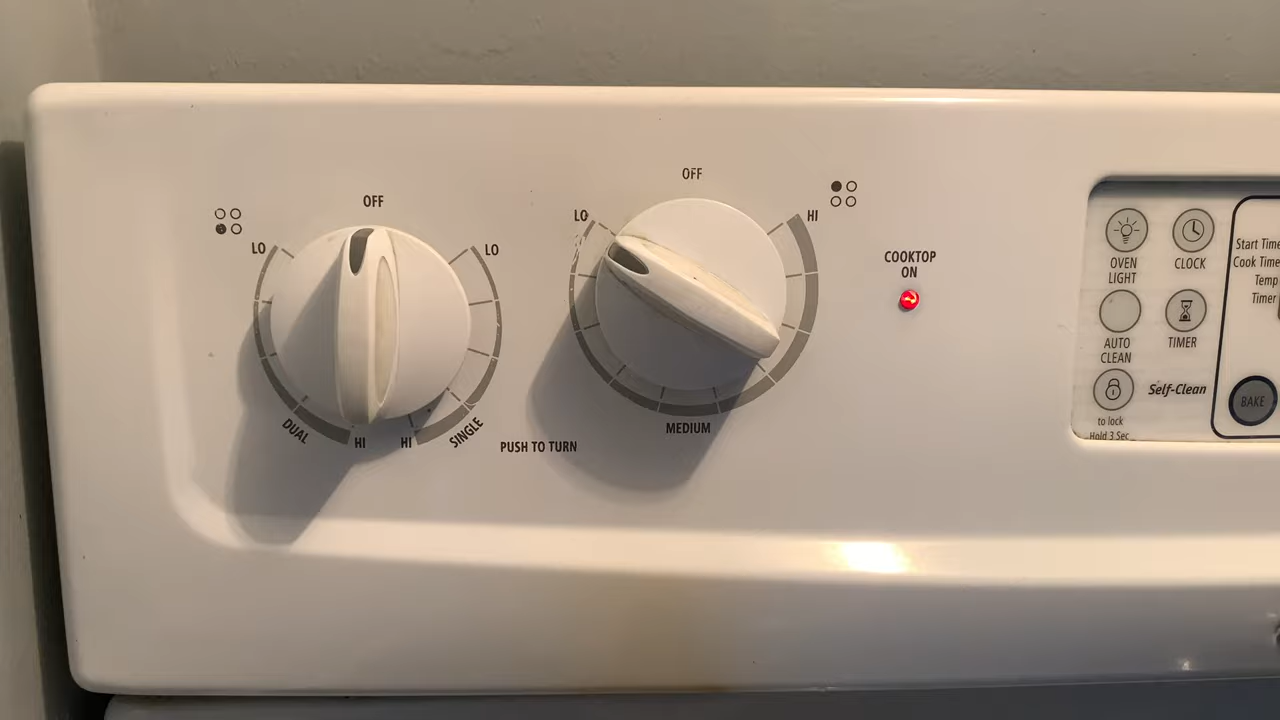 OFF
LO
LO
DUAL
HI
HI
SINGLE
PUSH TO TURN
OFF
LO
HI
MEDIUM
COOKTOP
ON
OVEN
LIGHT
CLOCK
AUTO
CLEAN
TIMER
Self-Clean
to lock
Hold 3 Sec
Start Time
Cook Time
Temp
Timer
BAKE